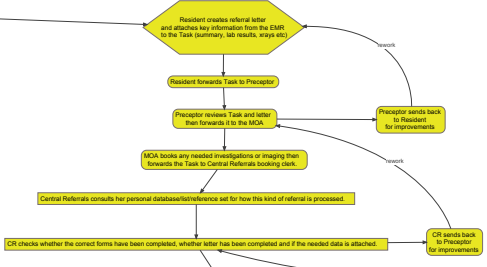 Resident creates referral letter
and attaches key information from the EMR
to the Task (summary, lab results, xrays etc)
rework
Resident forwards Task to Preceptor
Preceptor reviews Task and letter
then forwards it to the MOA
Preceptor sends back
to Resident
for improvements
MOA books any needed investigations or imaging then
forwards the Task to Central Referrals booking clerk.
rework
Central Referrals consults her personal database/list/reference set for how this kind of referral is processed.
CR checks whether the correct forms have been completed, whether letter has been completed and if the needed data is attached.
CR sends back
to Preceptor
for improvements